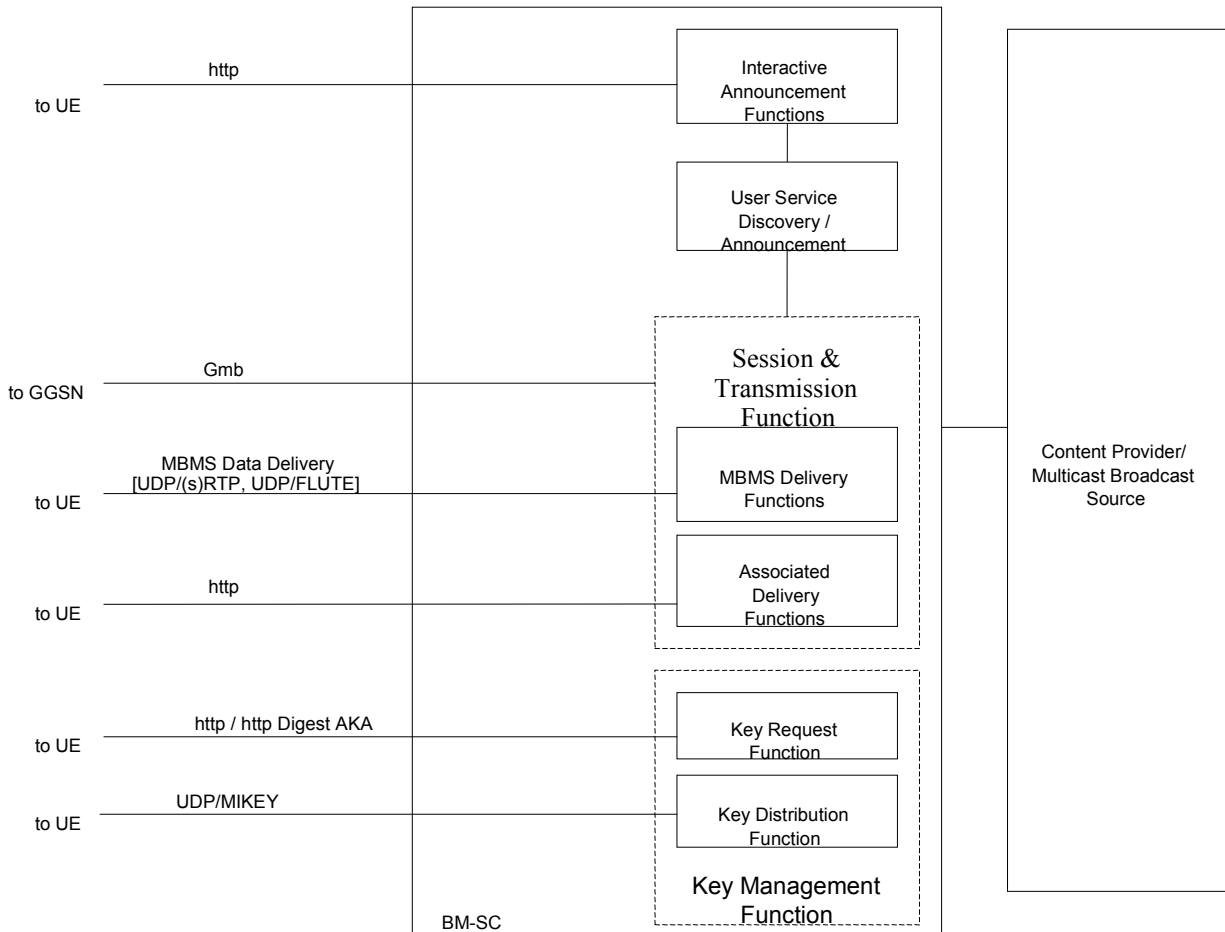 http
to UE
Interactive
Announcement
Functions
User Service
Discovery /
Announcement
Gmb
to GGSN
Session &
Transmission
Function
MBMS Data Delivery
[UDP/(s)RTP, UDP/FLUTE]
to UE
MBMS Delivery
Functions
Content Provider/
Multicast Broadcast
Source
http
to UE
Associated
Delivery
Functions
http / http Digest AKA
to UE
Key Request
Function
UDP/MIKEY
to UE
Key Distribution
Function
Key Management
Function
BM-SC